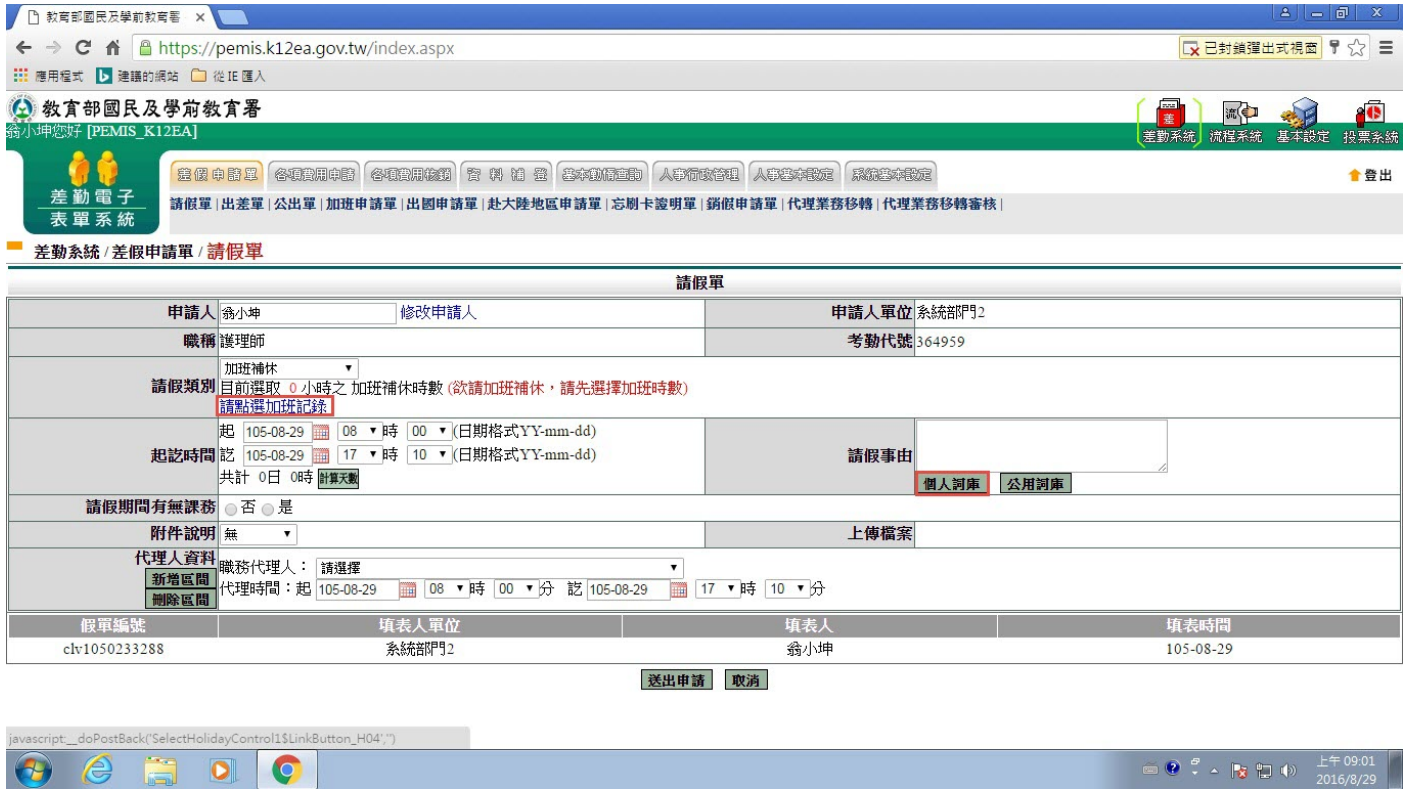 教育部國民及學前教育署
https://pemis.k12ea.gov.tw/index.aspx
已封鎖彈出式視窗
應用程式 建議的網站 從 IE 匯入
教育部國民及學前教育署
翁小坤您好 [PEMIS_K12EA]
差
流
差勤系統 流程系統 基本設定 投票系統
差假申請單 各項費用申請 各項費用核銷 資料補登 基本動態查詢 人事行政管理 人事基本設定 系統基本設定
登出
差勤電子
表單系統
請假單|出差單|公出單|加班申請單|出國申請單|赴大陸地區申請單|忘刷卡證明單|銷假申請單|代理業務移轉|代理業務移轉審核|
差勤系統 / 差假申請單 / 請假單
請假單
申請人 翁小坤 修改申請人 申請人單位 系統部門2
職稱 護理師 考勤代號 364959
請假類別 加班補休
目前選取 0 小時之 加班補休時數 (欲請加班補休，請先選擇加班時數)
請點選加班記錄
起訖時間 起 105-08-29 08 時 00 (日期格式YY-mm-dd)
訖 105-08-29 17 時 10 (日期格式YY-mm-dd)
共計 0日 0時 計算天數
請假事由
個人詞庫 公用詞庫
請假期間有無課務 否 是
附件說明 無 上傳檔案
代理人資料
新增區間
刪除區間
職務代理人： 請選擇
代理時間：起 105-08-29 08 時 00 分 訖 105-08-29 17 時 10 分
假單編號 填表人單位 填表人 填表時間
clv1050233288 系統部門2 翁小坤 105-08-29
送出申請 取消
javascript:__doPostBack('SelectHolidayControl1$LinkButton_H04','')
上午 09:01
2016/8/29